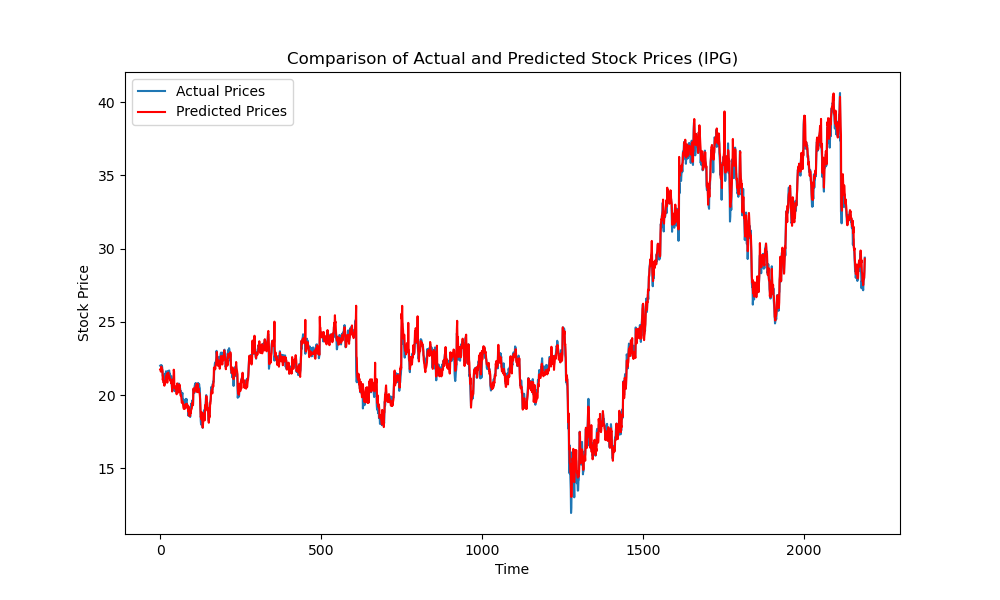 Comparison of Actual and Predicted Stock Prices (IPG)
Actual Prices
Predicted Prices
40
35
30
25
20
15
Stock Price
0 500 1000 1500 2000
Time